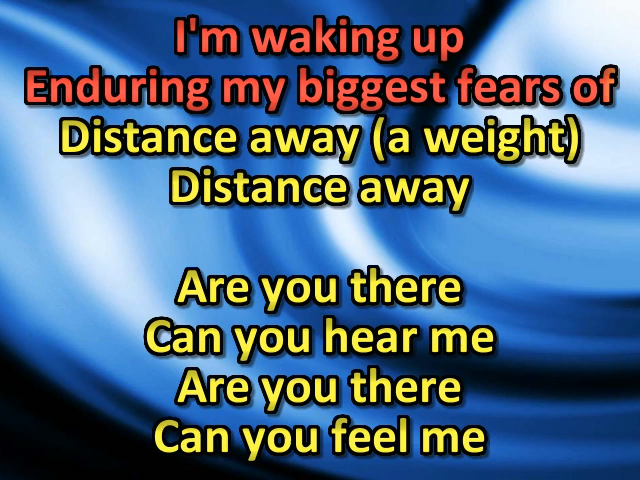 I'm waking up
Enduring my biggest fears of
Distance away (a weight)
Distance away
Are you there
Can you hear me
Are you there
Can you feel me